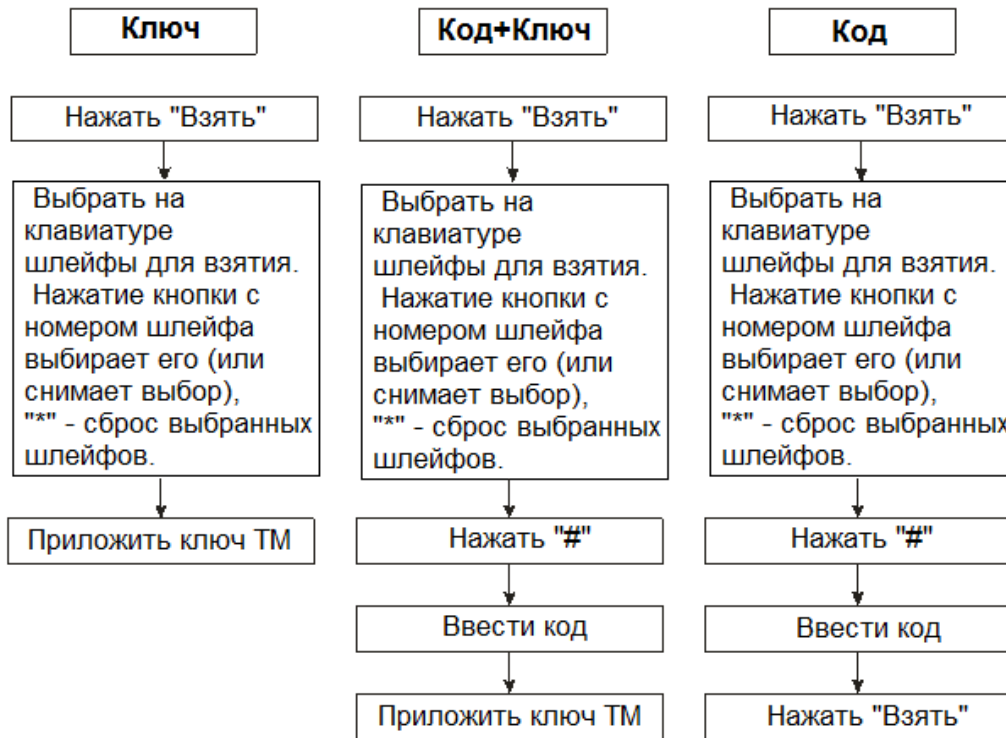 Ключ
Нажать "Взять"
Выбрать на
клавиатуре
шлейфы для взятия.
Нажатие кнопки с
номером шлейфа
выбирает его (или
снимает выбор),
"*" - сброс выбранных
шлейфов.
Приложить ключ ТМ
Код+Ключ
Нажать "Взять"
Выбрать на
клавиатуре
шлейфы для взятия.
Нажатие кнопки с
номером шлейфа
выбирает его (или
снимает выбор),
"*" - сброс выбранных
шлейфов.
Нажать "#"
Ввести код
Приложить ключ ТМ
Код
Нажать "Взять"
Выбрать на
клавиатуре
шлейфы для взятия.
Нажатие кнопки с
номером шлейфа
выбирает его (или
снимает выбор),
"*" - сброс выбранных
шлейфов.
Нажать "#"
Ввести код
Нажать "Взять"